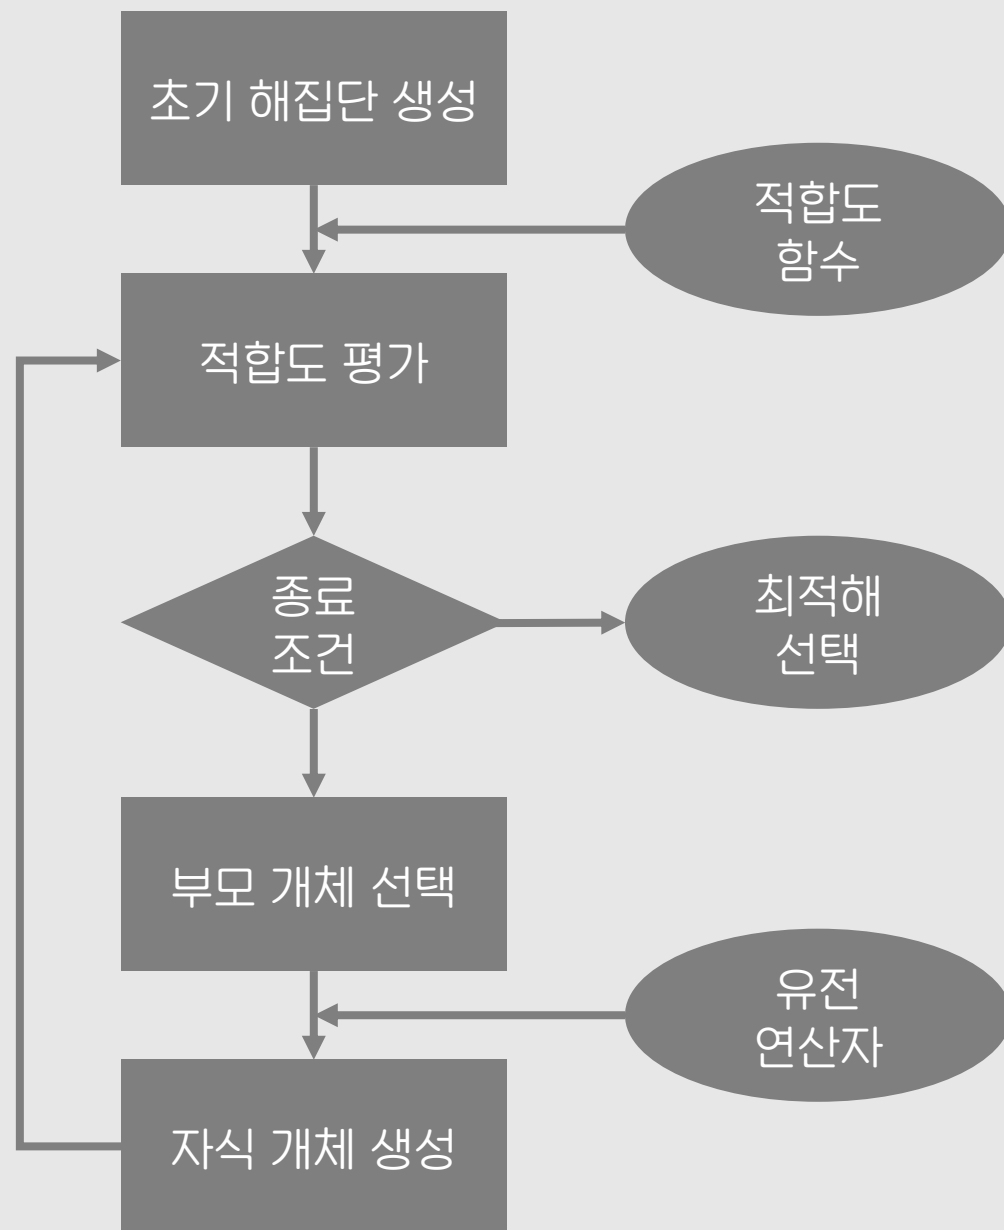 초기 해집단 생성
적합도
함수
적합도 평가
종료
조건
최적해
선택
부모 개체 선택
유전
연산자
자식 개체 생성